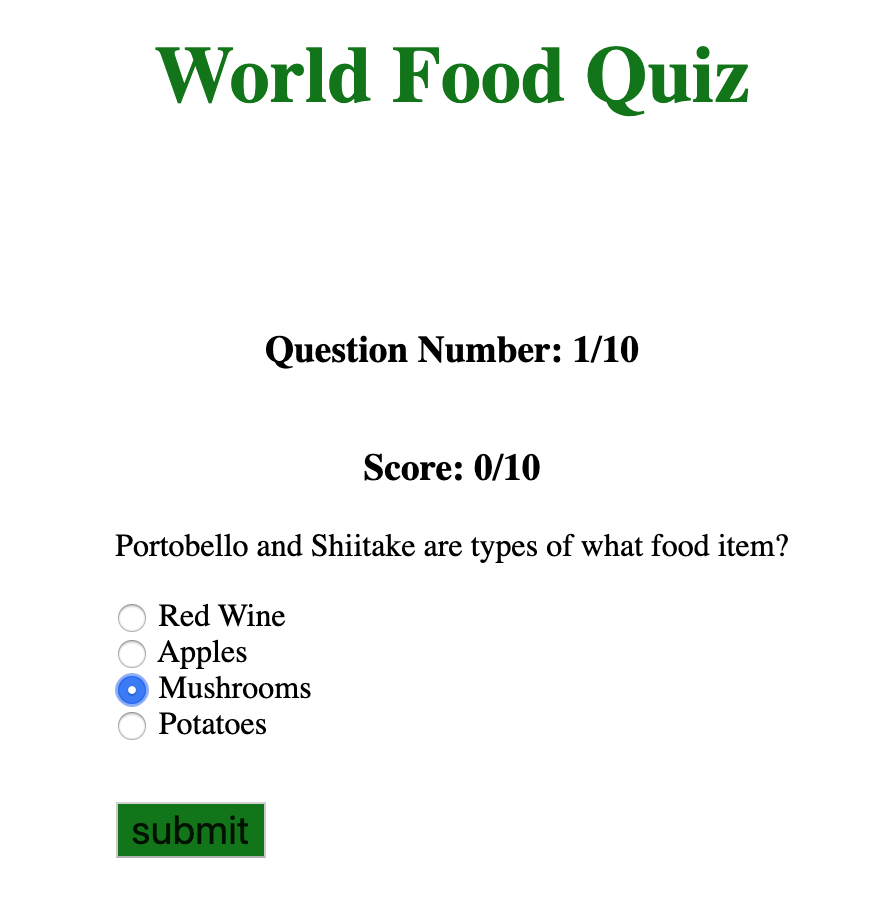 World Food Quiz
Question Number: 1/10
Score: 0/10
Portobello and Shiitake are types of what food item?
Red Wine
Apples
Mushrooms
Potatoes
submit